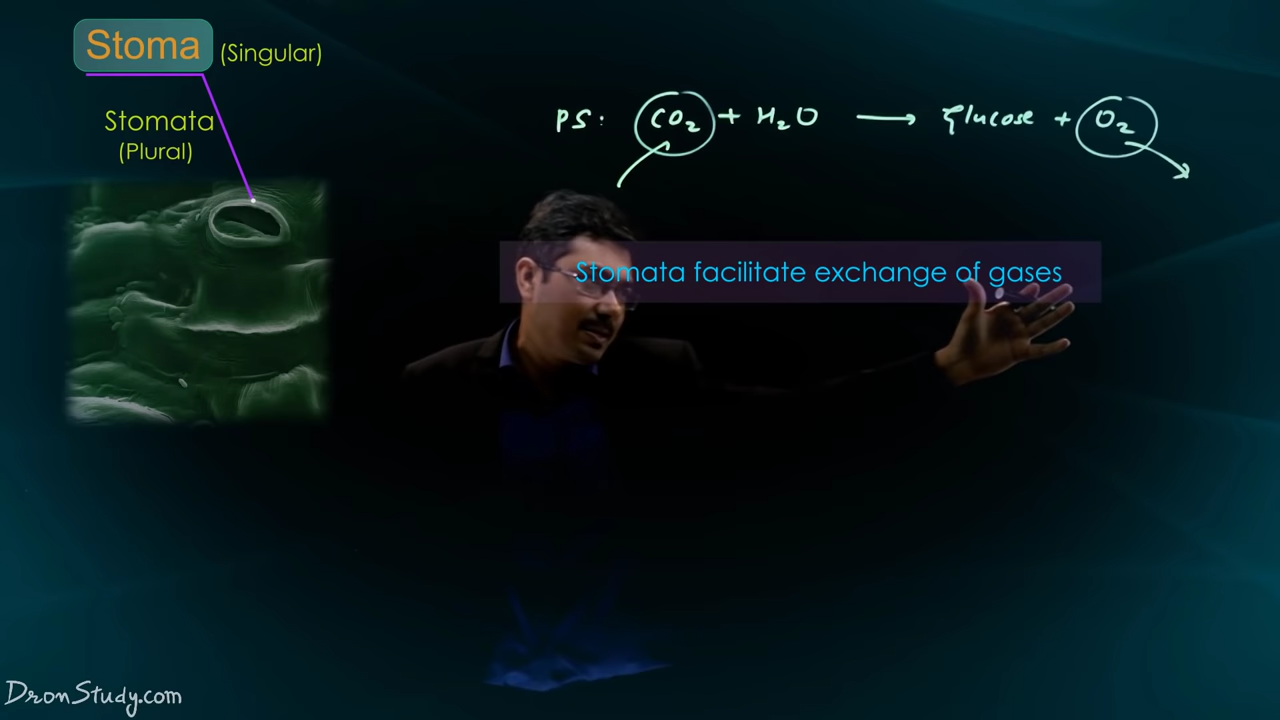 Stoma (Singular)
Stomata
(Plural)
PS: CO₂ + H₂O ⟶ Glucose + O₂
Stomata facilitate exchange of gases
DronStudy.com